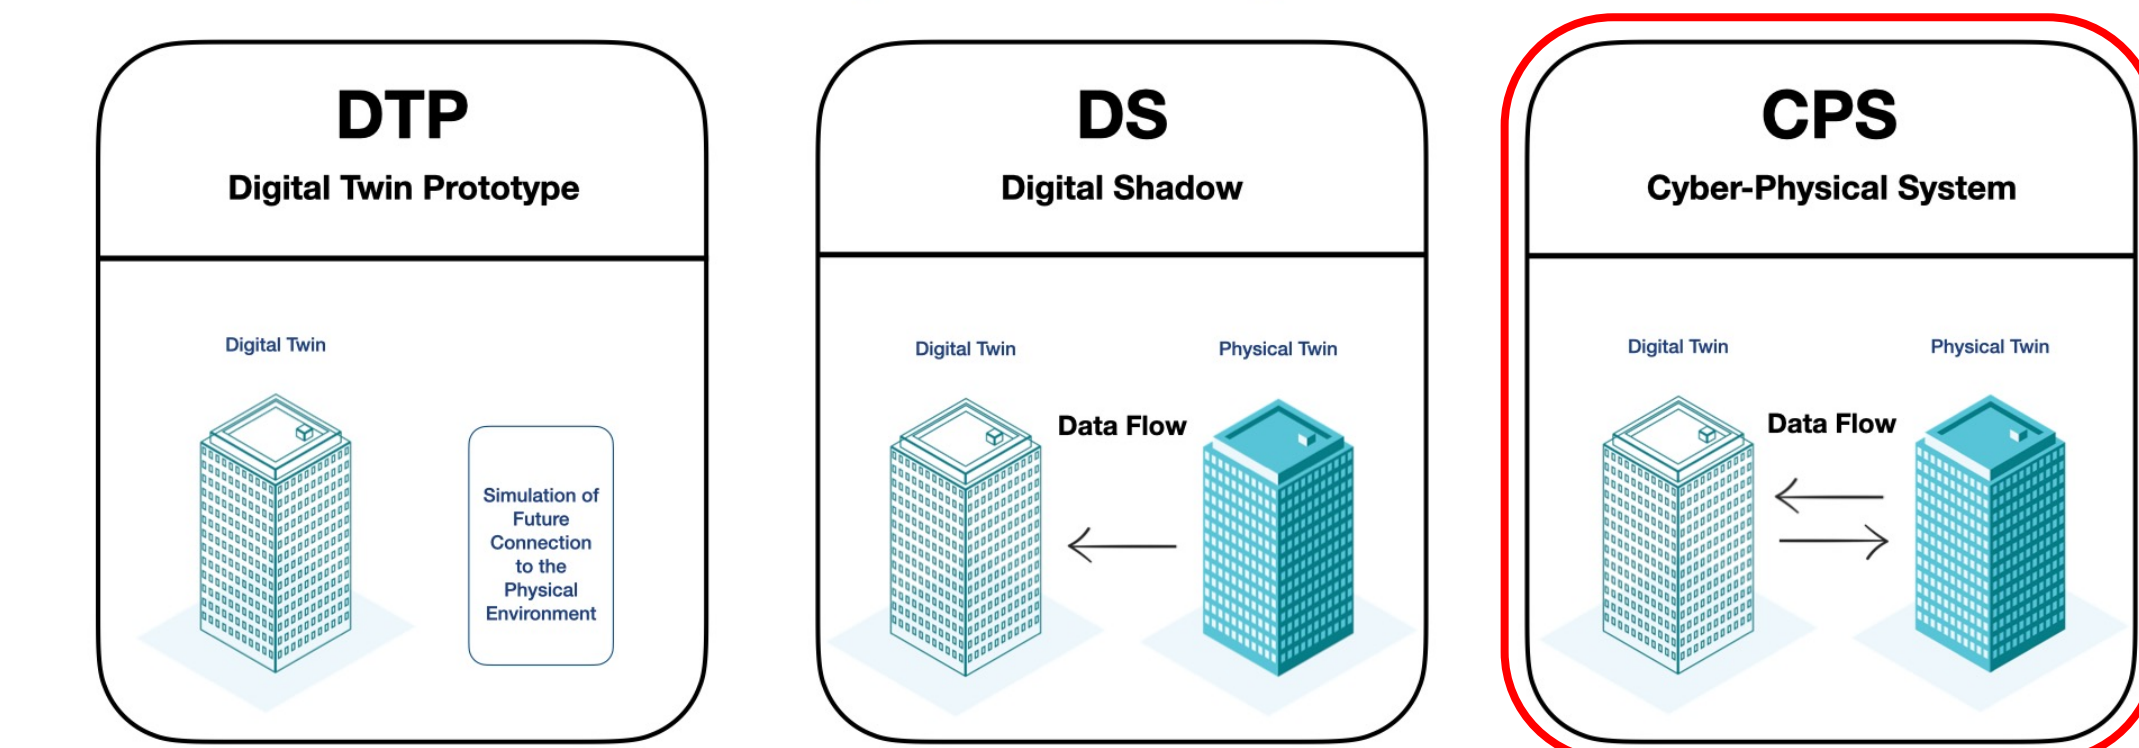 DTP
Digital Twin Prototype
Digital Twin
Simulation of
Future
Connection
to the
Physical
Environment
DS
Digital Shadow
Digital Twin
Physical Twin
Data Flow
CPS
Cyber-Physical System
Digital Twin
Physical Twin
Data Flow